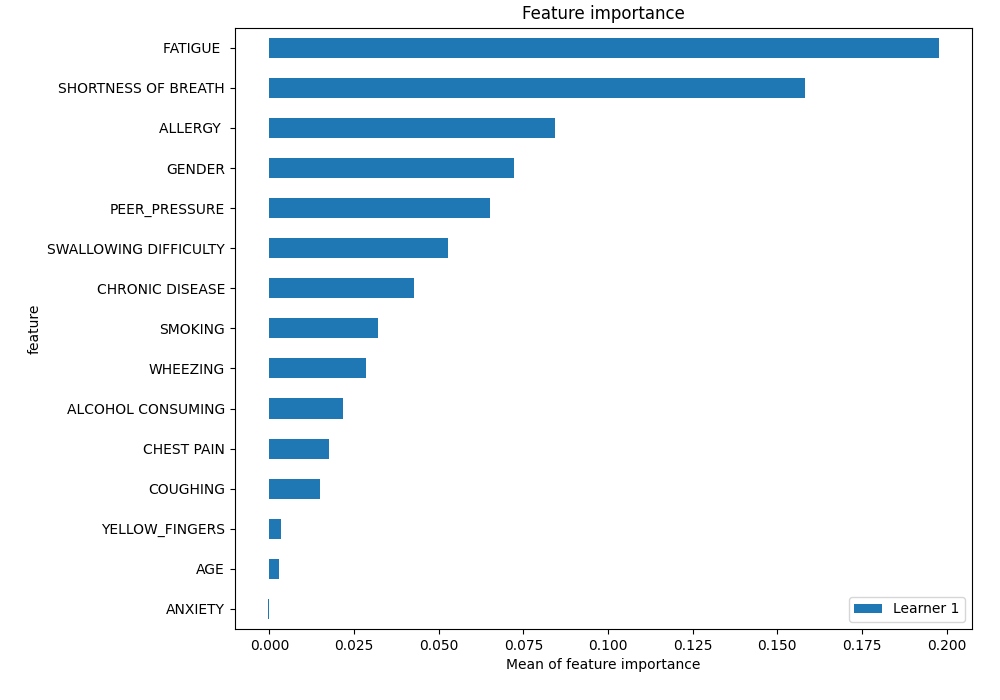 Feature importance
FATIGUE
SHORTNESS OF BREATH
ALLERGY
GENDER
PEER_PRESSURE
SWALLOWING DIFFICULTY
CHRONIC DISEASE
SMOKING
WHEEZING
ALCOHOL CONSUMING
CHEST PAIN
COUGHING
YELLOW_FINGERS
AGE
ANXIETY
feature
Learner 1
0.000 0.025 0.050 0.075 0.100 0.125 0.150 0.175 0.200
Mean of feature importance